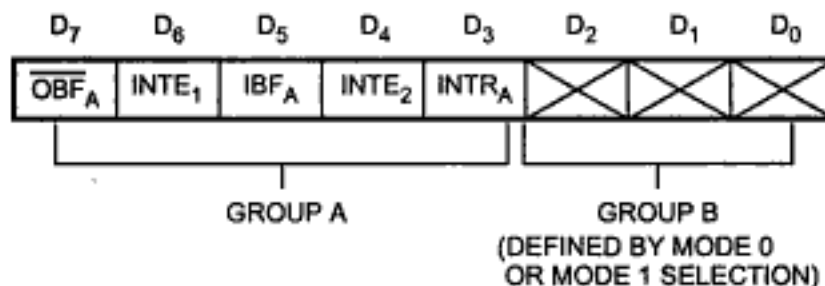 D7 D6 D5 D4 D3 D2 D1 D0
O̅B̅F̅A INTE1 IBFA INTE2 INTRA
GROUP A GROUP B
(DEFINED BY MODE 0
OR MODE 1 SELECTION)